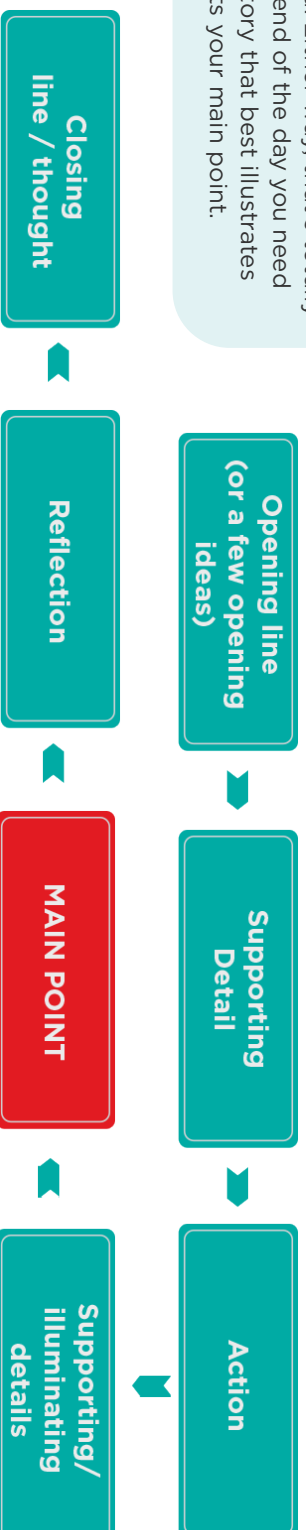 end of the day you need
that best illustrates
your main point.
Opening line
(or a few opening
ideas)
Supporting
Detail
Action
Supporting/
illuminating
details
MAIN POINT
Reflection
Closing
line / thought